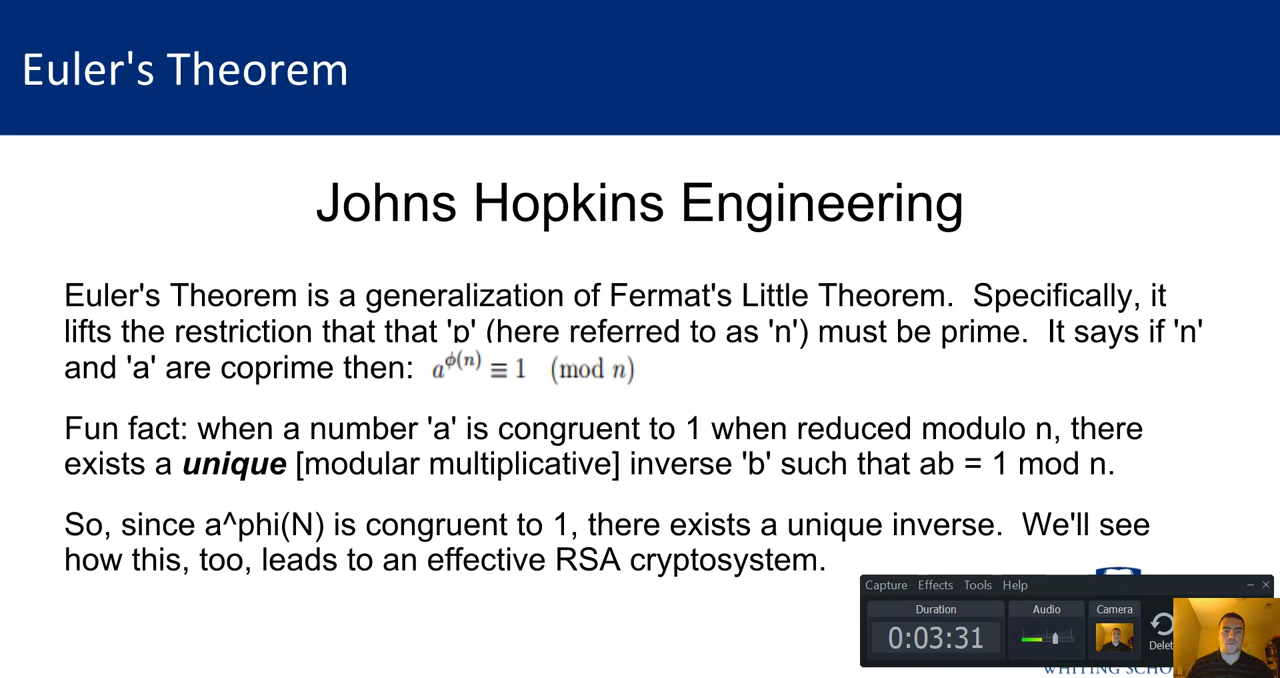 Euler's Theorem
Johns Hopkins Engineering
Euler's Theorem is a generalization of Fermat's Little Theorem.  Specifically, it
lifts the restriction that that 'p' (here referred to as 'n') must be prime.  It says if 'n'
and 'a' are coprime then: a^ϕ(n) ≡ 1 (mod n)
Fun fact: when a number 'a' is congruent to 1 when reduced modulo n, there
exists a unique [modular multiplicative] inverse 'b' such that ab = 1 mod n.
So, since a^phi(N) is congruent to 1, there exists a unique inverse.  We'll see
how this, too, leads to an effective RSA cryptosystem.
Capture Effects Tools Help
Duration Audio Camera
0:03:31
Delet
WHITING SCHO